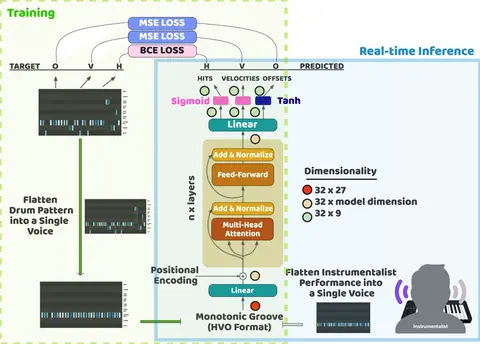 Training
MSE LOSS
MSE LOSS
BCE LOSS
Real-time Inference
TARGET O V H
H V O PREDICTED
HITS VELOCITIES OFFSETS
Sigmoid
Tanh
Linear
Add & Normalize
Feed-Forward
n x layers
Add & Normalize
Multi-Head
Attention
Dimensionality
32 x 27
32 x model dimension
32 x 9
Flatten
Drum Pattern
into a Single
Voice
Positional
Encoding
Linear
Monotonic Groove
(HVO Format)
Flatten Instrumentalist
Performance into
a Single Voice
Instrumentalist